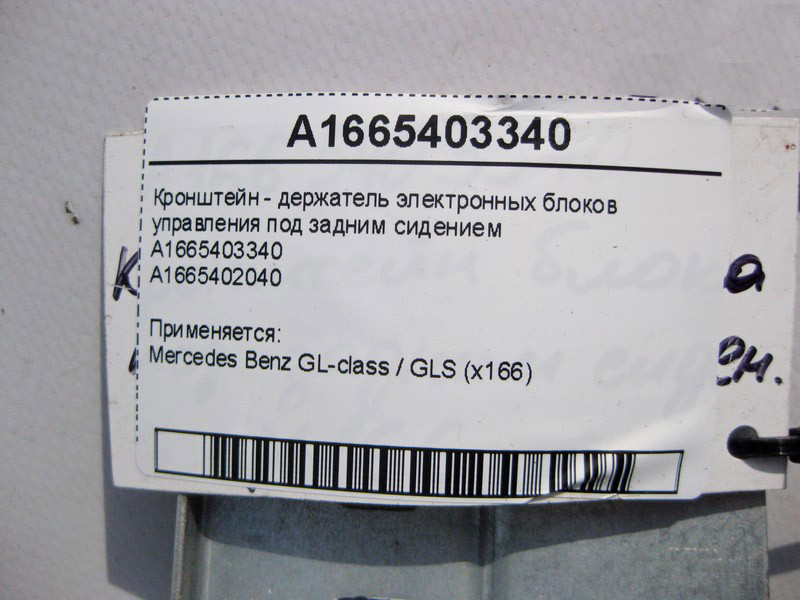 A1665403340
Кронштейн - держатель электронных блоков
управления под задним сидением
A1665403340
A1665402040
Применяется:
Mercedes Benz GL-class / GLS (x166)